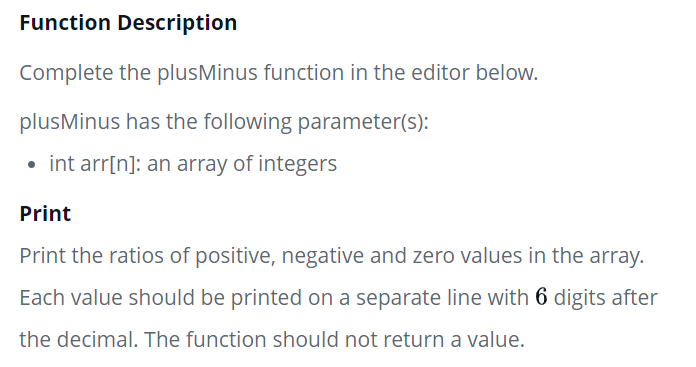 Function Description
Complete the plusMinus function in the editor below.
plusMinus has the following parameter(s):
• int arr[n]: an array of integers
Print
Print the ratios of positive, negative and zero values in the array.
Each value should be printed on a separate line with 6 digits after
the decimal. The function should not return a value.